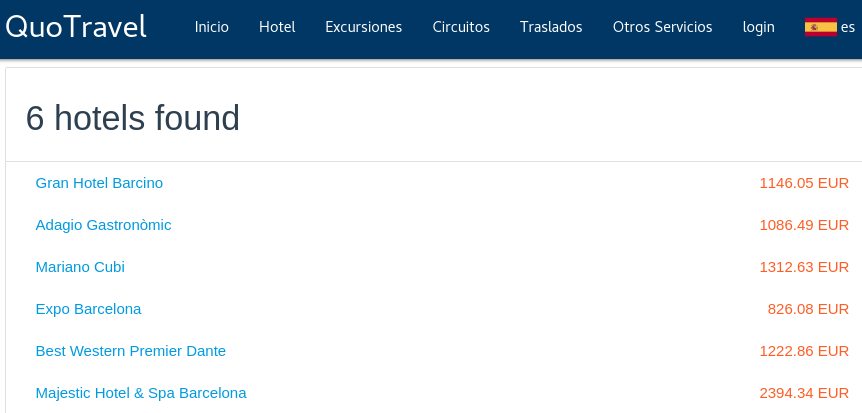 QuoTravel Inicio Hotel Excursiones Circuitos Traslados Otros Servicios login es
6 hotels found
Gran Hotel Barcino 1146.05 EUR
Adagio Gastronòmic 1086.49 EUR
Mariano Cubi 1312.63 EUR
Expo Barcelona 826.08 EUR
Best Western Premier Dante 1222.86 EUR
Majestic Hotel & Spa Barcelona 2394.34 EUR